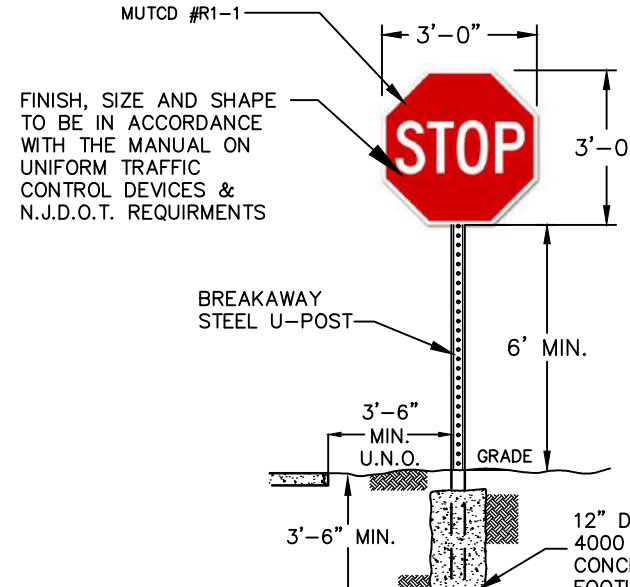 MUTCD #R1-1
3'-0"
FINISH, SIZE AND SHAPE
TO BE IN ACCORDANCE
WITH THE MANUAL ON
UNIFORM TRAFFIC
CONTROL DEVICES &
N.J.D.O.T. REQUIRMENTS
STOP
3'-0
BREAKAWAY
STEEL U-POST
6' MIN.
3'-6"
MIN.
U.N.O.
GRADE
3'-6" MIN.
12" D
4000